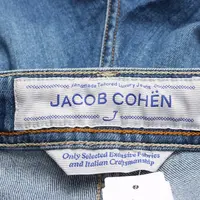 Handmade Tailored Luxury Jeans
JACOB COHËN
J
Only Selected Exclusive Fabrics
and Italian Craftsmanship